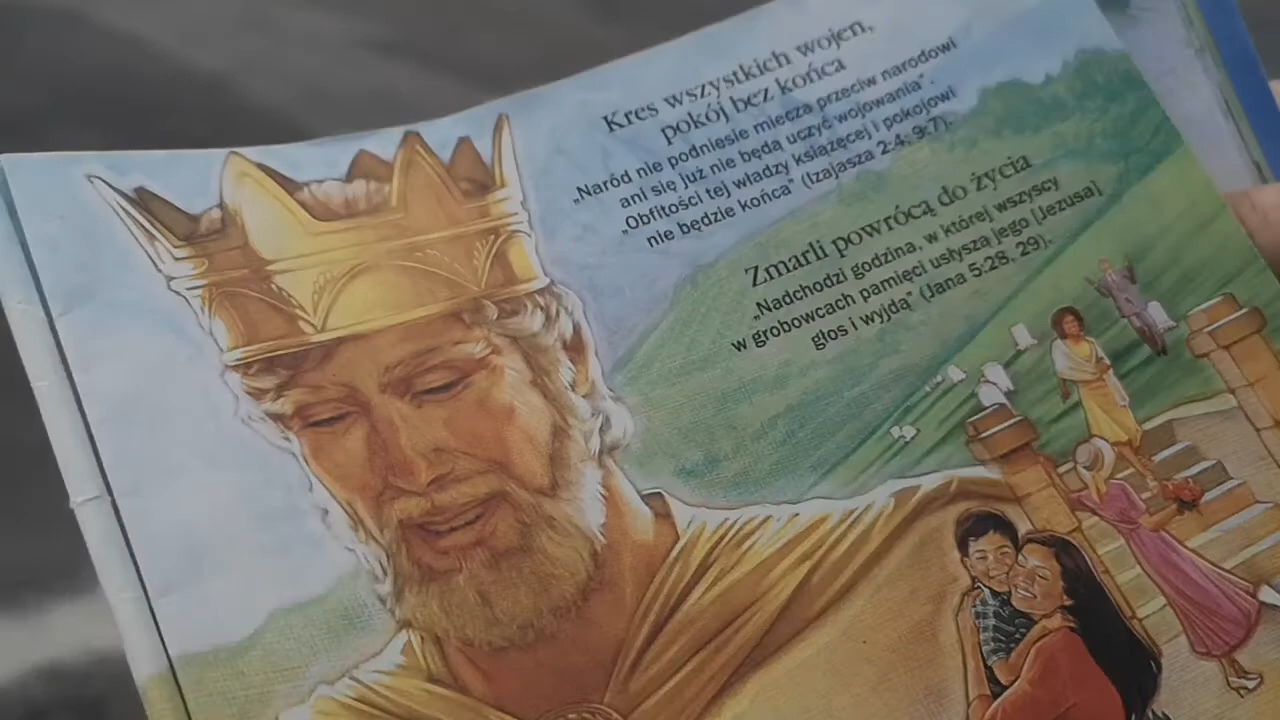 Kres wszystkich wojen,
pokój bez końca
„Naród nie podniesie miecza przeciw narodowi
ani się już nie będą uczyć wojowania”.
„Obfitości tej władzy książęcej i pokojowi
nie będzie końca” (Izajasza 2:4; 9:7).
Zmarli powrócą do życia
„Nadchodzi godzina, w której wszyscy
w grobowcach pamięci usłyszą jego [Jezusa]
głos i wyjdą” (Jana 5:28, 29).